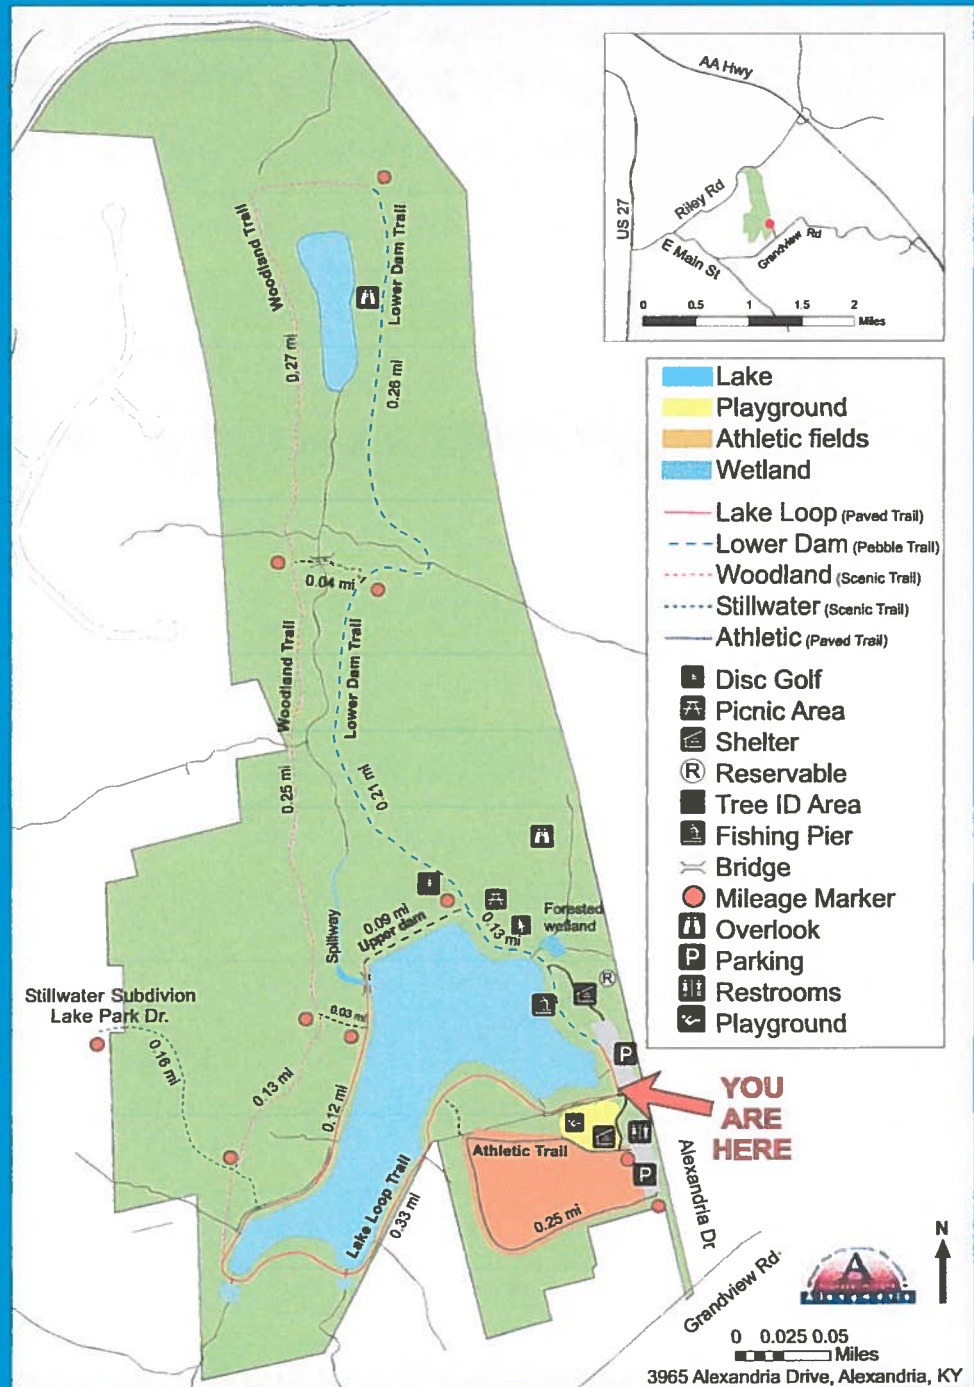 AA Hwy
Riley Rd
US 27
E Main St
Grandview Rd
0 0.5 1 1.5 2
Miles
Woodland Trail
Lower Dam Trail
0.27 mi
0.26 mi
0.04 mi
Woodland Trail
Lower Dam Trail
0.25 mi
0.21 mi
Lake
Playground
Athletic fields
Wetland
Lake Loop (Paved Trail)
Lower Dam (Pebble Trail)
Woodland (Scenic Trail)
Stillwater (Scenic Trail)
Athletic (Paved Trail)
Disc Golf
Picnic Area
Shelter
R Reservable
Tree ID Area
Fishing Pier
Bridge
Mileage Marker
Overlook
P Parking
Restrooms
Playground
0.09 mi
Upper dam
0.13 mi
Forested
wetland
R
Spillway
Stillwater Subdivion
Lake Park Dr.
0.03 mi
0.16 mi
0.13 mi
0.12 mi
P
YOU
ARE
HERE
Athletic Trail
P
Lake Loop Trail
0.33 mi
0.25 mi
Alexandria Dr
Grandview Rd
N
A
Alexandria
0 0.025 0.05
Miles
3965 Alexandria Drive, Alexandria, KY